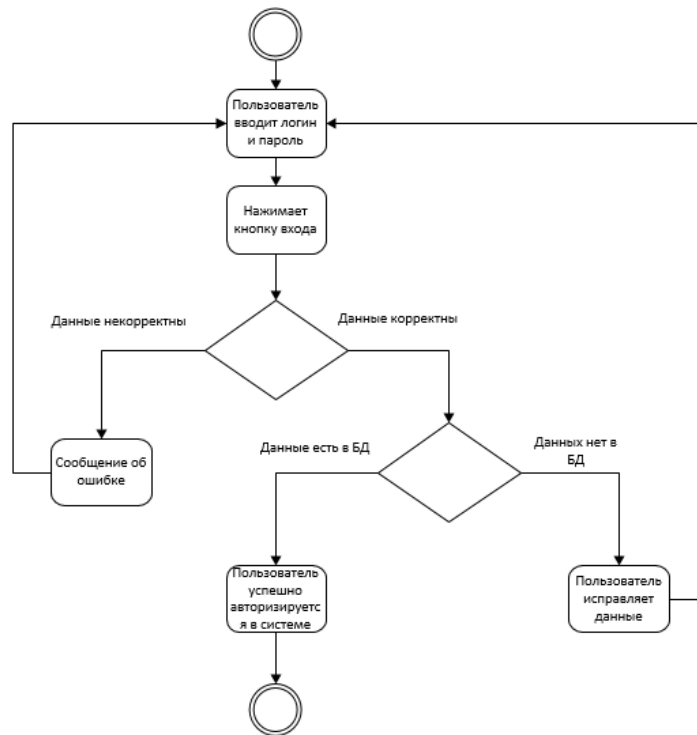 Пользователь
вводит логин
и пароль
Нажимает
кнопку входа
Данные некорректны
Данные корректны
Сообщение об
ошибке
Данные есть в БД
Данных нет в
БД
Пользователь
успешно
авторизируетс
я в системе
Пользователь
исправляет
данные